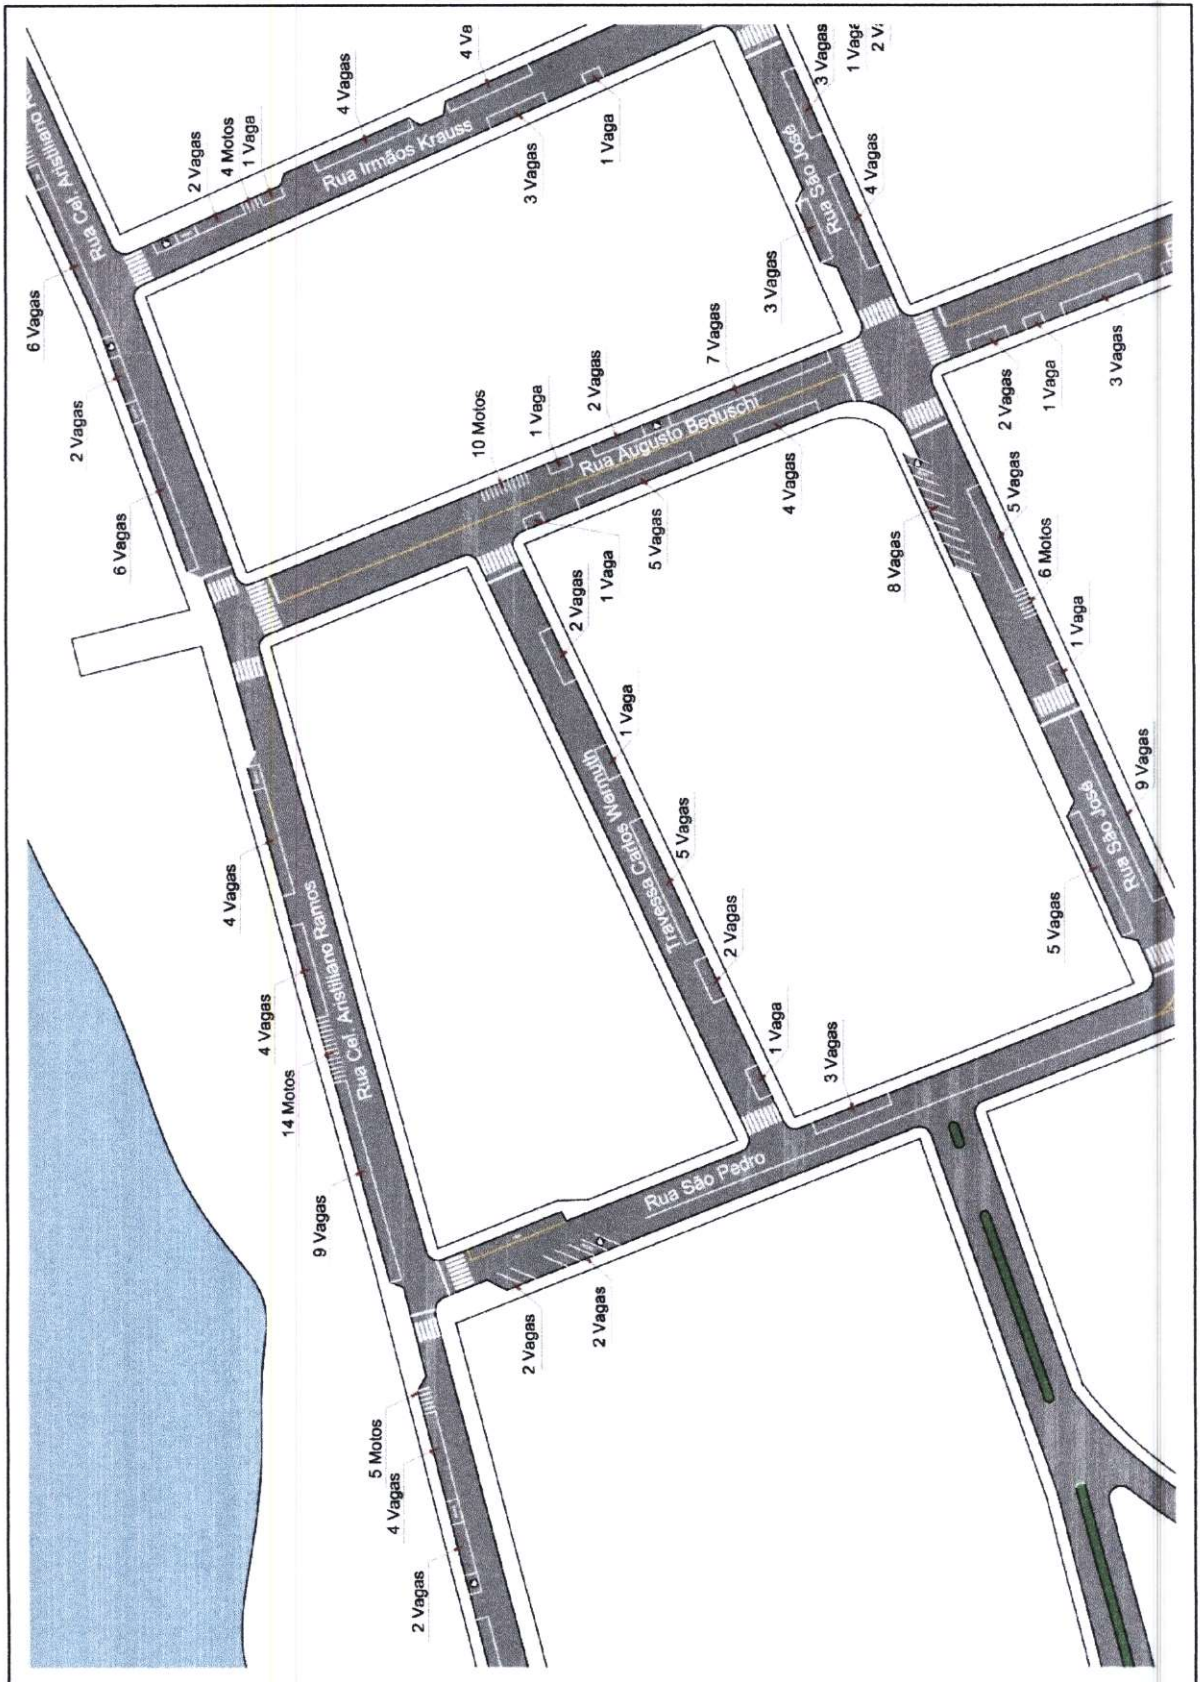 6 Vagas
Rua Cel. Aristiliano
2 Vagas
6 Vagas
2 Vagas
4 Motos
1 Vaga
4 Vagas
4 Va
Rua Irmãos Krauss
3 Vagas
1 Vaga
3 Vagas
1 Vaga
2 V
Rua São José
4 Vagas
3 Vagas
7 Vagas
2 Vagas
1 Vaga
10 Motos
Rua Augusto Beduschi
4 Vagas
5 Vagas
1 Vaga
2 Vagas
1 Vaga
3 Vagas
8 Vagas
5 Vagas
6 Motos
1 Vaga
9 Vagas
Rua São José
5 Vagas
2 Vagas
1 Vaga
Travessa Carlos Wermuth
5 Vagas
2 Vagas
1 Vaga
3 Vagas
4 Vagas
4 Vagas
14 Motos
Rua Cel. Aristiliano Ramos
9 Vagas
Rua São Pedro
2 Vagas
2 Vagas
5 Motos
4 Vagas
2 Vagas